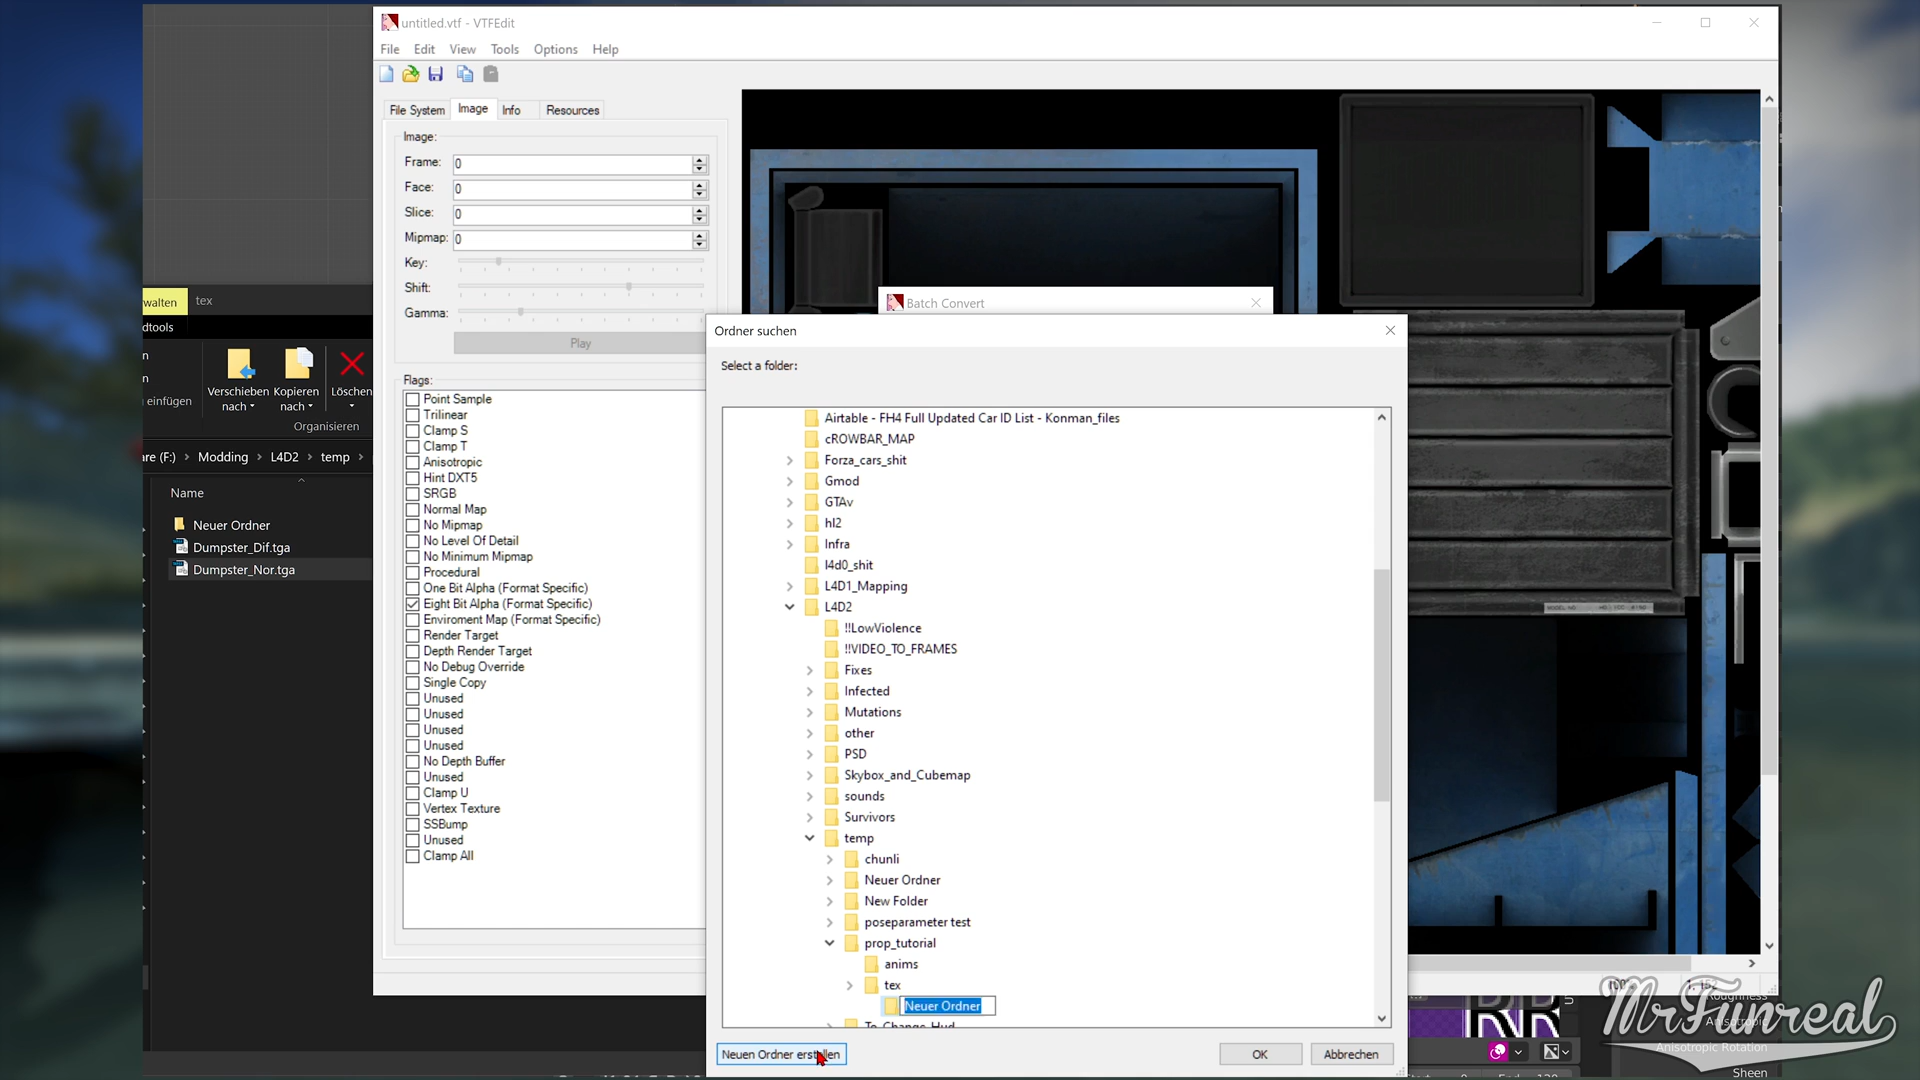 untitled.vtf - VTFEdit
File Edit View Tools Options Help
File System Image Info Resources
Image:
Frame: 0
Face: 0
Slice: 0
Mipmap: 0
Key:
Shift:
Gamma:
Play
Flags:
Point Sample
Trilinear
Clamp S
Clamp T
Anisotropic
Hint DXT5
SRGB
Normal Map
No Mipmap
No Level Of Detail
No Minimum Mipmap
Procedural
One Bit Alpha (Format Specific)
Eight Bit Alpha (Format Specific)
Enviroment Map (Format Specific)
Render Target
Depth Render Target
No Debug Override
Single Copy
Unused
Unused
Unused
Unused
No Depth Buffer
Unused
Clamp U
Vertex Texture
SSBump
Unused
Clamp All
walten tex
dtools
einfügen
Verschieben nach
Kopieren nach
Löschen
Organisieren
are (F:) > Modding > L4D2 > temp >
Name
Neuer Ordner
Dumpster_Dif.tga
Dumpster_Nor.tga
Batch Convert
Ordner suchen
Select a folder:
Airtable - FH4 Full Updated Car ID List - Konman_files
cROWBAR_MAP
Forza_cars_shit
Gmod
GTAv
hl2
Infra
l4d0_shit
L4D1_Mapping
L4D2
!!LowViolence
!!VIDEO_TO_FRAMES
Fixes
Infected
Mutations
other
PSD
Skybox_and_Cubemap
sounds
Survivors
temp
chunli
Neuer Ordner
New Folder
poseparameter test
prop_tutorial
anims
tex
Neuer Ordner
To_Change_Hud
Neuen Ordner erstellen
OK
Abbrechen
MrFunreal
Roughness
Anisotropic
Anisotropic Rotation
Sheen